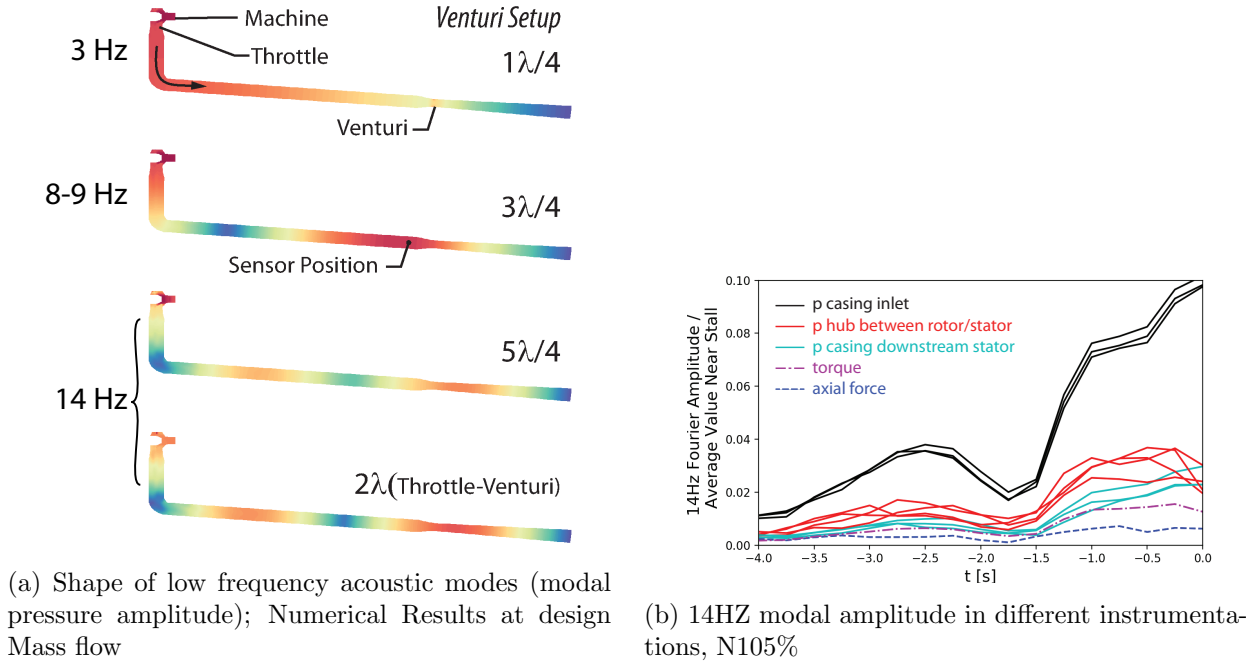 Venturi Setup
Machine
Throttle
3 Hz
1λ/4
Venturi
8-9 Hz
3λ/4
Sensor Position
5λ/4
14 Hz
2λ(Throttle-Venturi)
(a) Shape of low frequency acoustic modes (modal
pressure amplitude); Numerical Results at design
Mass flow
14Hz Fourier Amplitude /
Average Value Near Stall
0.10
0.08
0.06
0.04
0.02
0.00
p casing inlet
p hub between rotor/stator
p casing downstream stator
torque
axial force
−4.0 −3.5 −3.0 −2.5 −2.0 −1.5 −1.0 −0.5 0.0
t [s]
(b) 14HZ modal amplitude in different instrumenta-
tions, N105%